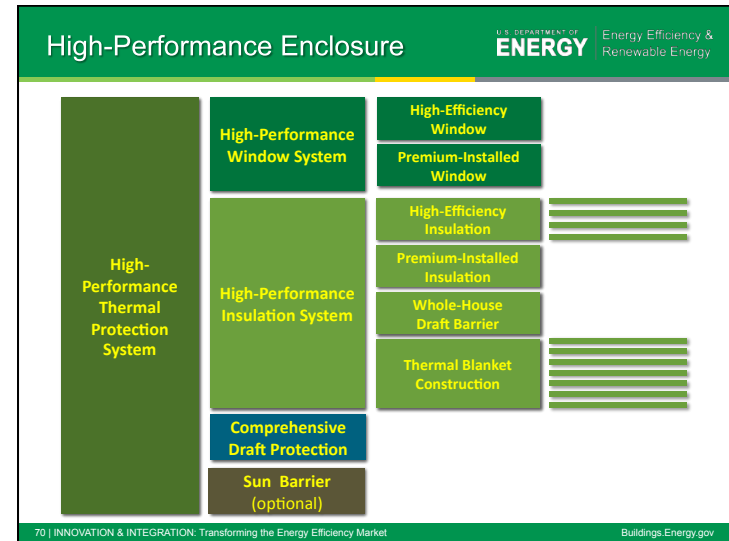 High-Performance Enclosure
U.S. DEPARTMENT OF
ENERGY
Energy Efficiency &
Renewable Energy
High-
Performance
Thermal
Protection
System
High-Performance
Window System
High-Efficiency
Window
Premium-Installed
Window
High-Performance
Insulation System
High-Efficiency
Insulation
Premium-Installed
Insulation
Whole-House
Draft Barrier
Thermal Blanket
Construction
Comprehensive
Draft Protection
Sun Barrier
(optional)
70 | INNOVATION & INTEGRATION: Transforming the Energy Efficiency Market
Buildings.Energy.gov